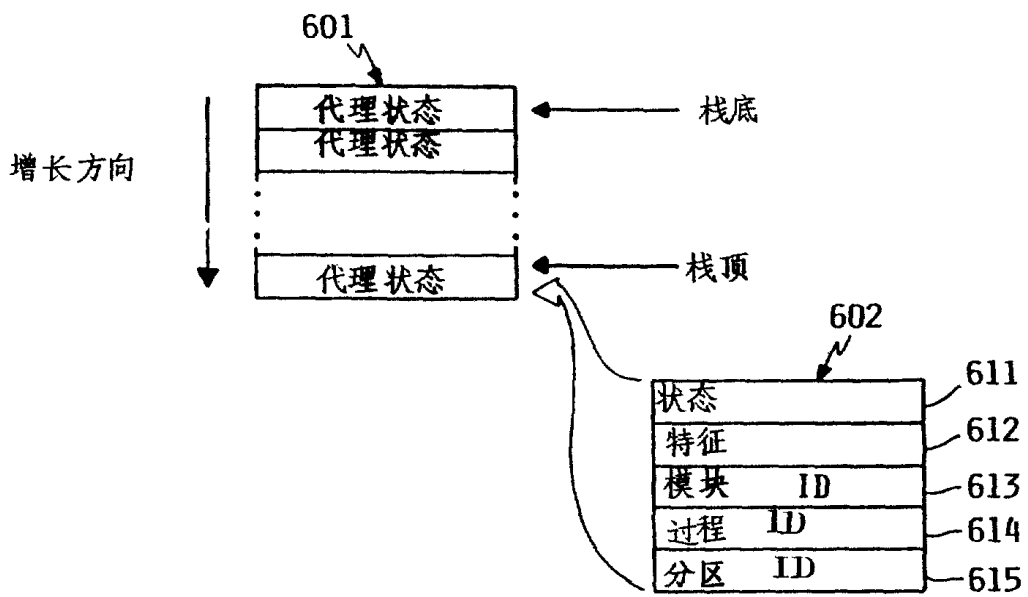 601
代理状态
栈底
代理状态
增长方向
代理状态
栈顶
602
状态
611
特征
612
模块 ID
613
过程 ID
614
分区 ID
615